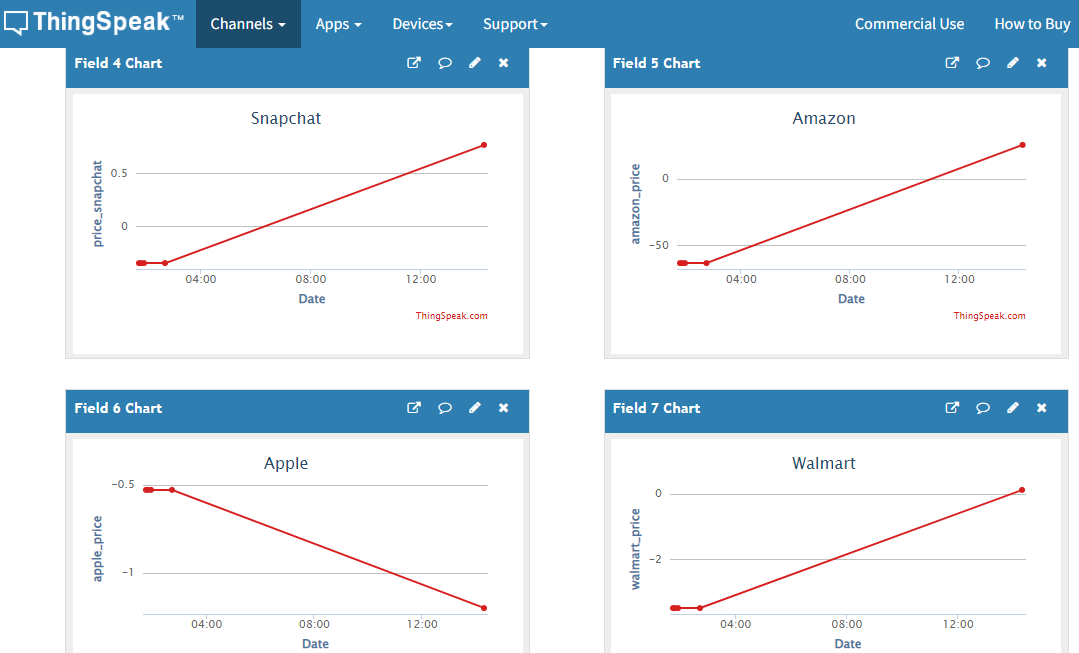 ThingSpeak™ Channels Apps Devices Support Commercial Use How to Buy
Field 4 Chart
Snapchat
price_snapchat
0.5
0
04:00 08:00 12:00
Date
ThingSpeak.com
Field 5 Chart
Amazon
amazon_price
0
−50
04:00 08:00 12:00
Date
ThingSpeak.com
Field 6 Chart
Apple
apple_price
−0.5
−1
04:00 08:00 12:00
Date
Field 7 Chart
Walmart
walmart_price
0
−2
04:00 08:00 12:00
Date